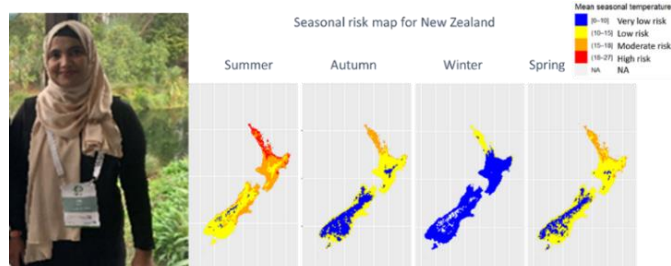 Mean seasonal temperature
Seasonal risk map for New Zealand
[0–10] Very low risk
(10–15] Low risk
(15–18] Moderate risk
(18–27] High risk
NA NA
Summer Autumn Winter Spring